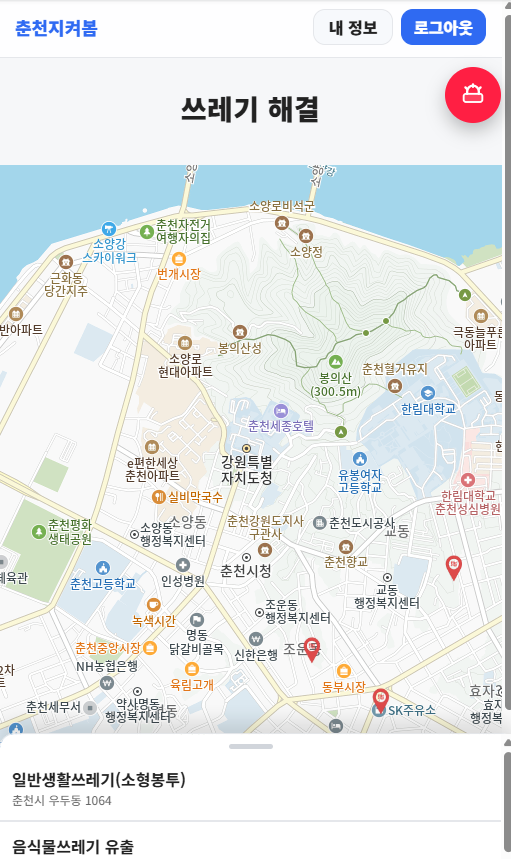 춘천지켜봄
내 정보
로그아웃
쓰레기 해결
소양로비석군
춘천자전거
여행자의집
소양강
스카이워크
소양정
번개시장
근화동
당간지주
반아파트
극동늘푸른
아파트
봉의산성
소양로
현대아파트
봉의산
(300.5m)
춘천혈거유지
한림대학교
춘천세종호텔
e편한세상
춘천아파트
강원특별
자치도청
유봉여자
고등학교
한림대학교
춘천성심병원
실비막국수
춘천평화
생태공원
소양동
소양동
행정복지센터
춘천강원도지사
구관사
춘천도시공사
교동
춘천향교
체육관
춘천고등학교
인성병원
춘천시청
교동
행정복지센터
녹색시간
조운동
행정복지센터
명동
닭갈비골목
춘천중앙시장
신한은행
NH농협은행
육림고개
동부시장
2차
춘천세무서
약사명동
행정복지센터
SK주유소
일반생활쓰레기(소형봉투)
춘천시 우두동 1064
음식물쓰레기 유출